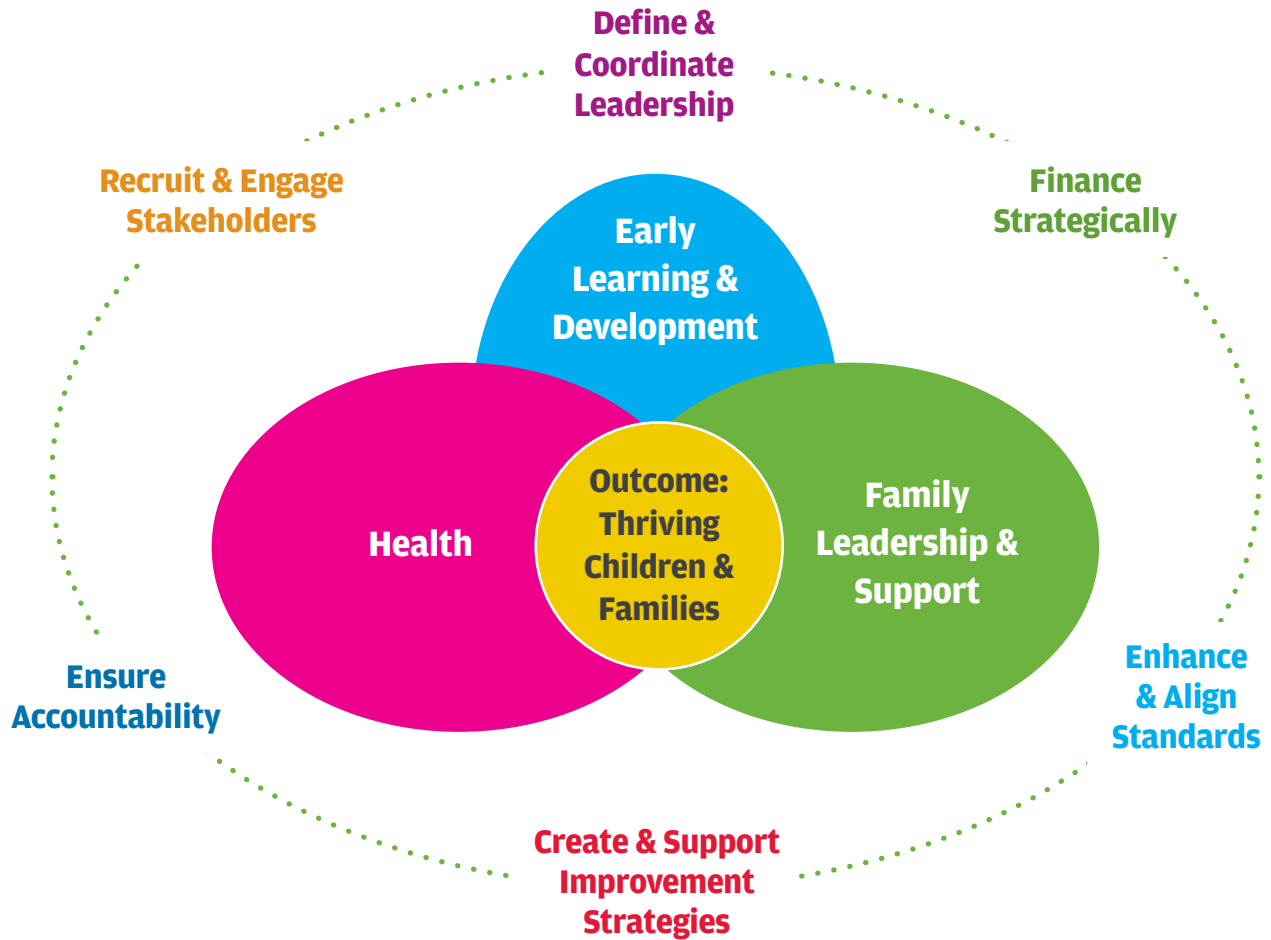 Define &
Coordinate
Leadership
Recruit & Engage
Stakeholders
Finance
Strategically
Early
Learning &
Development
Health
Outcome:
Thriving
Children &
Families
Family
Leadership &
Support
Ensure
Accountability
Enhance
& Align
Standards
Create & Support
Improvement
Strategies